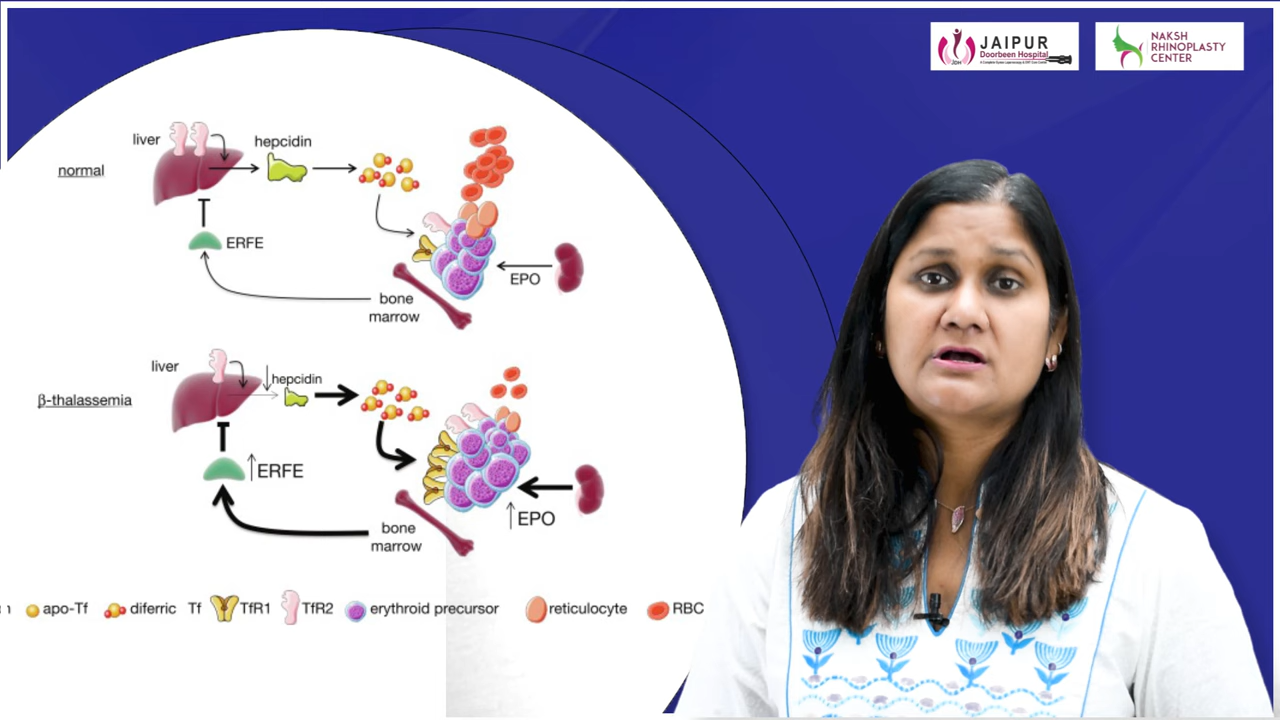 JAIPUR
Doorbeen Hospital
JDH
NAKSH
RHINOPLASTY
CENTER
liver
hepcidin
normal
ERFE
EPO
bone
marrow
liver
hepcidin
β-thalassemia
↑ERFE
↑EPO
bone
marrow
apo-Tf diferric Tf TfR1 TfR2 erythroid precursor reticulocyte RBC